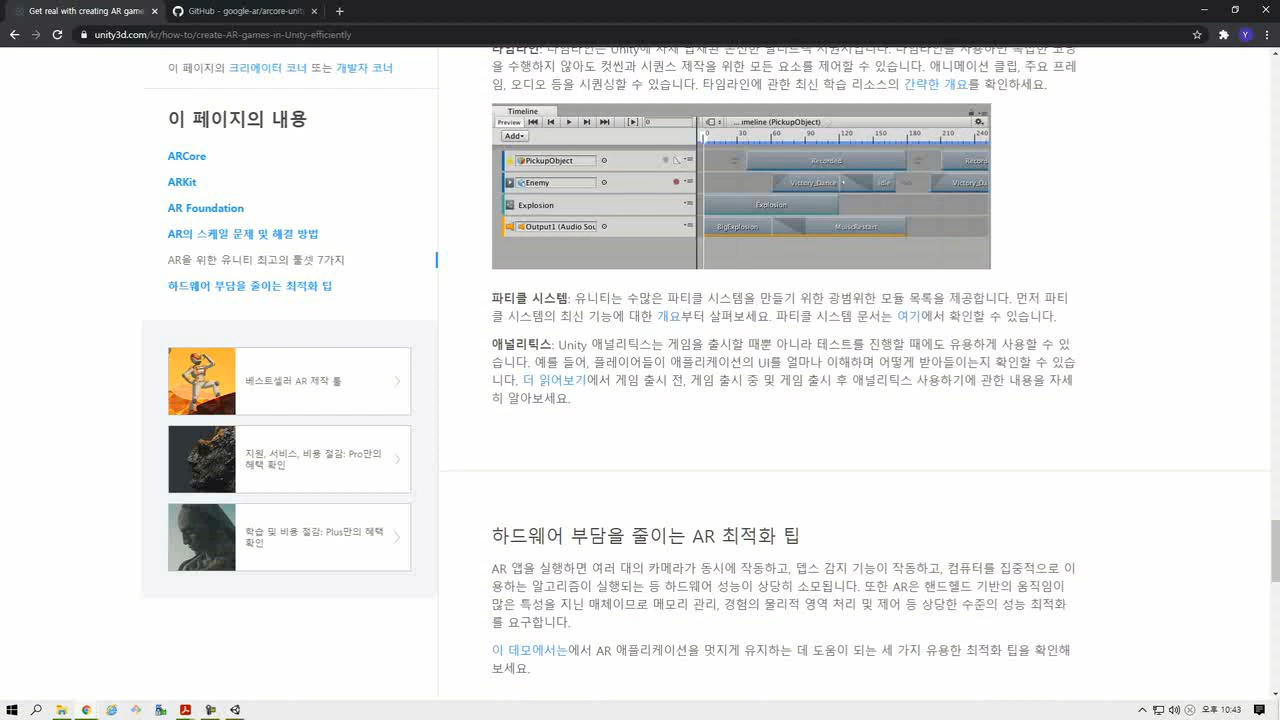 Get real with creating AR games
GitHub - google-ar/arcore-unity
unity3d.com/kr/how-to/create-AR-games-in-Unity-efficiently
이 페이지의 크리에이터 코너 또는 개발자 코너
이 페이지의 내용
ARCore
ARKit
AR Foundation
AR의 스케일 문제 및 해결 방법
AR을 위한 유니티 최고의 툴셋 7가지
하드웨어 부담을 줄이는 최적화 팁
베스트셀러 AR 제작 툴
지원, 서비스, 비용 절감: Pro만의
혜택 확인
학습 및 비용 절감: Plus만의 혜택
확인
을 수행하지 않아도 컷씬과 시퀀스 제작을 위한 모든 요소를 제어할 수 있습니다. 애니메이션 클립, 주요 프레
임, 오디오 등을 시퀀싱할 수 있습니다. 타임라인에 관한 최신 학습 리소스의 간략한 개요를 확인하세요.
Timeline
Preview 0 ...meline (PickupObject)
Add 0 30 60 90 120 150 180 210 240
PickupObject Recorded Record
Enemy Victory_Dance Idle Victory_Da
Explosion Explosion
Output1 (Audio Sou BigExplosion MuiscRestart
파티클 시스템: 유니티는 수많은 파티클 시스템을 만들기 위한 광범위한 모듈 목록을 제공합니다. 먼저 파티
클 시스템의 최신 기능에 대한 개요부터 살펴보세요. 파티클 시스템 문서는 여기에서 확인할 수 있습니다.
애널리틱스: Unity 애널리틱스는 게임을 출시할 때뿐 아니라 테스트를 진행할 때에도 유용하게 사용할 수 있
습니다. 예를 들어, 플레이어들이 애플리케이션의 UI를 얼마나 이해하며 어떻게 받아들이는지 확인할 수 있습
니다. 더 읽어보기에서 게임 출시 전, 게임 출시 중 및 게임 출시 후 애널리틱스 사용하기에 관한 내용을 자세
히 알아보세요.
하드웨어 부담을 줄이는 AR 최적화 팁
AR 앱을 실행하면 여러 대의 카메라가 동시에 작동하고, 뎁스 감지 기능이 작동하고, 컴퓨터를 집중적으로 이
용하는 알고리즘이 실행되는 등 하드웨어 성능이 상당히 소모됩니다. 또한 AR은 핸드헬드 기반의 움직임이
많은 특성을 지닌 매체이므로 메모리 관리, 경험의 물리적 영역 처리 및 제어 등 상당한 수준의 성능 최적화
를 요구합니다.
이 데모에서는에서 AR 애플리케이션을 멋지게 유지하는 데 도움이 되는 세 가지 유용한 최적화 팁을 확인해
보세요.
오후 10:43